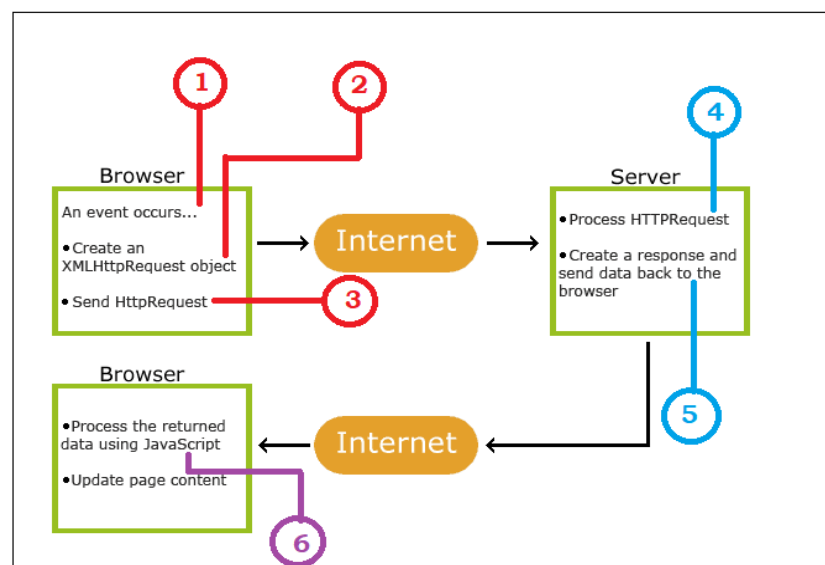 1
2
4
Browser
Server
An event occurs...
•Create an
XMLHttpRequest object
• Send HttpRequest
3
Internet
•Process HTTPRequest
•Create a response and
send data back to the
browser
Browser
•Process the returned
data using JavaScript
•Update page content
Internet
5
6